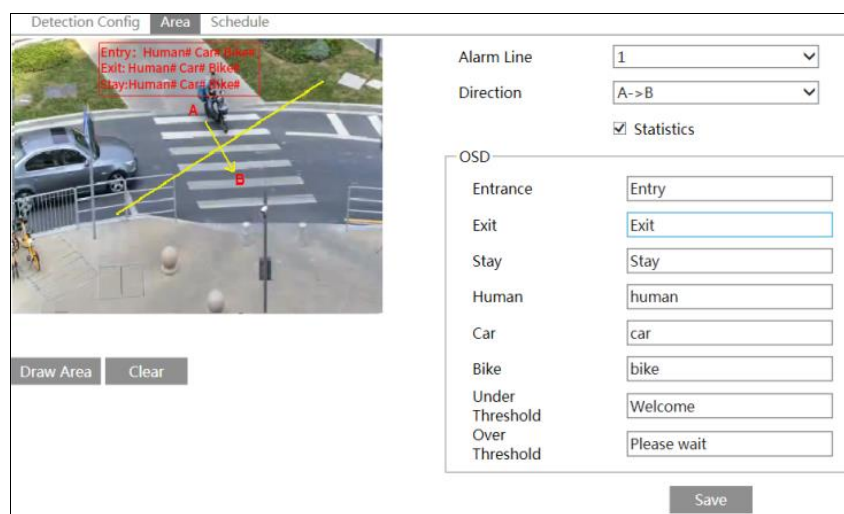 Detection Config Area Schedule
Entry: Human# Car# Bike#
Exit: Human# Car# Bike#
Stay:Human# Car# Bike#
A
B
Draw Area Clear
Alarm Line 1
Direction A->B
Statistics
OSD
Entrance Entry
Exit Exit
Stay Stay
Human human
Car car
Bike bike
Under
Threshold Welcome
Over
Threshold Please wait
Save